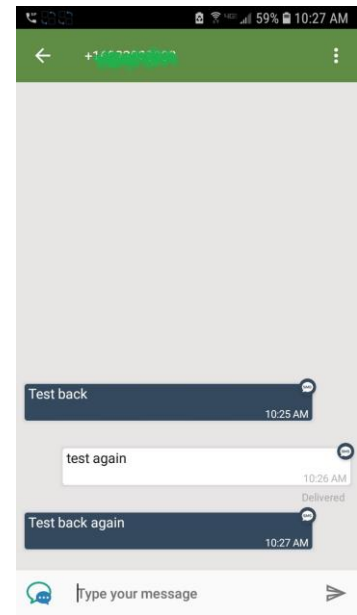 59% 10:27 AM
Test back
10:25 AM
test again
10:26 AM
Delivered
Test back again
10:27 AM
Type your message